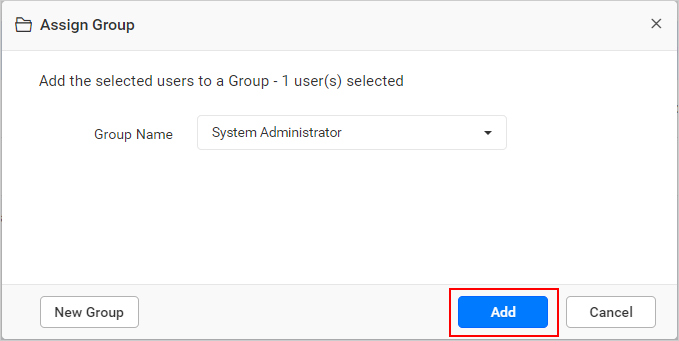 Assign Group
Add the selected users to a Group - 1 user(s) selected
Group Name
System Administrator
New Group
Add
Cancel